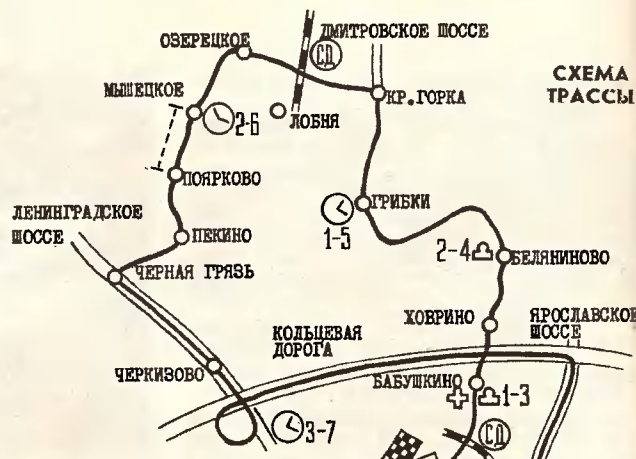 ОЗЕРЕЦКОЕ
ДМИТРОВСКОЕ ШОССЕ
СД
СХЕМА
ТРАССЫ
МЫШЕЦКОЕ
2-6
ЛОБНЯ
КР.ГОРКА
ПОЯРКОВО
ГРИБКИ
1-5
ЛЕНИНГРАДСКОЕ
ШОССЕ
ПЕКИНО
2-4
БЕЛЯНИНОВО
ЧЕРНАЯ ГРЯЗЬ
ХОВРИНО
ЯРОСЛАВСКОЕ
ШОССЕ
КОЛЬЦЕВАЯ
ДОРОГА
ЧЕРКИЗОВО
БАБУШКИНО
1-3
3-7
СД